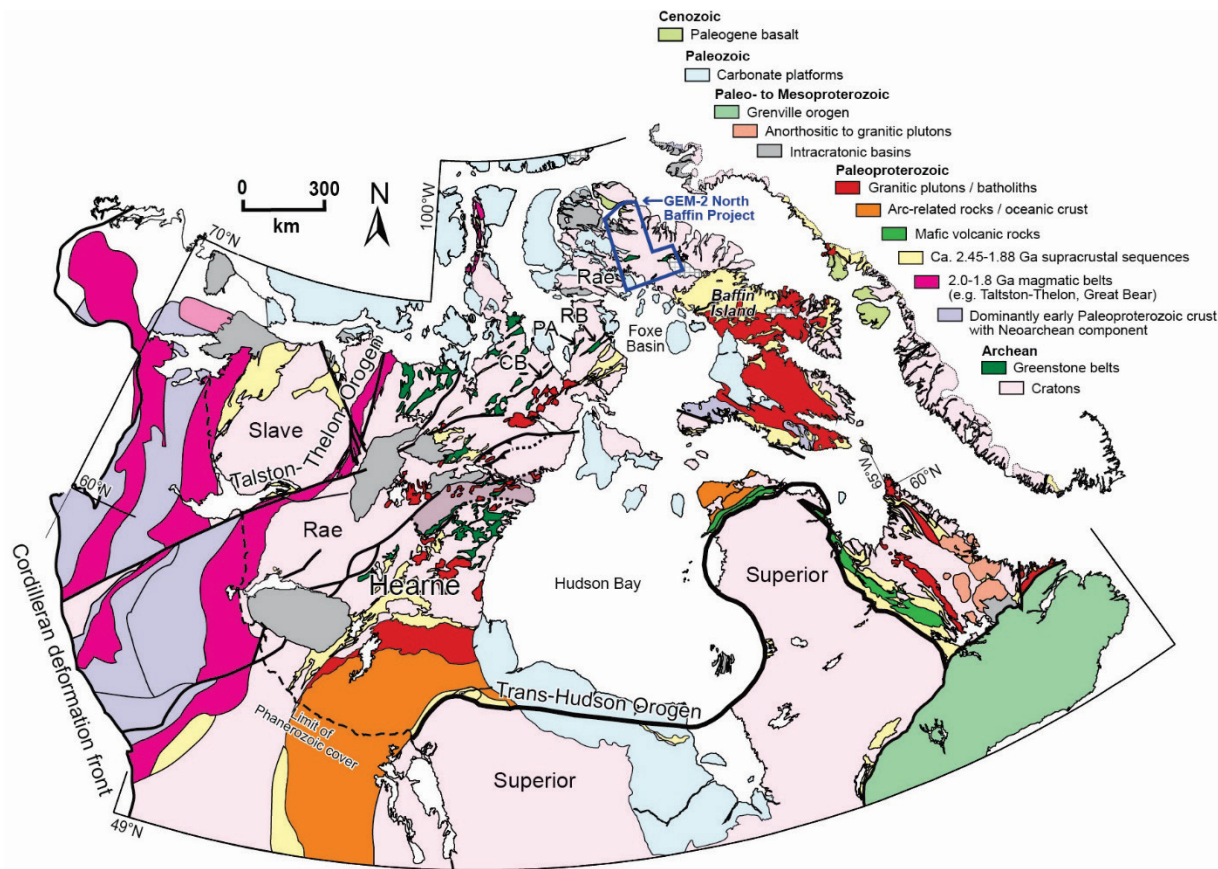 Cenozoic
Paleogene basalt
Paleozoic
Carbonate platforms
Paleo- to Mesoproterozoic
Grenville orogen
Anorthositic to granitic plutons
Intracratonic basins
Paleoproterozoic
Granitic plutons / batholiths
Arc-related rocks / oceanic crust
Mafic volcanic rocks
Ca. 2.45-1.88 Ga supracrustal sequences
2.0-1.8 Ga magmatic belts
(e.g. Taltston-Thelon, Great Bear)
Dominantly early Paleoproterozoic crust
with Neoarchean component
Archean
Greenstone belts
Cratons
0 300
km
N
100°W
70°N
GEM-2 North
Baffin Project
Rae
Baffin
Island
RB
PA
Foxe
Basin
CB
Slave
Talston-Thelon Orogen
60°N
65°W
60°N
Rae
Hearne
Hudson Bay
Superior
Cordilleran deformation front
Trans-Hudson Orogen
Limit of
Phanerozoic cover
Superior
49°N